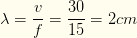 λ = v/f = 30/15 = 2cm